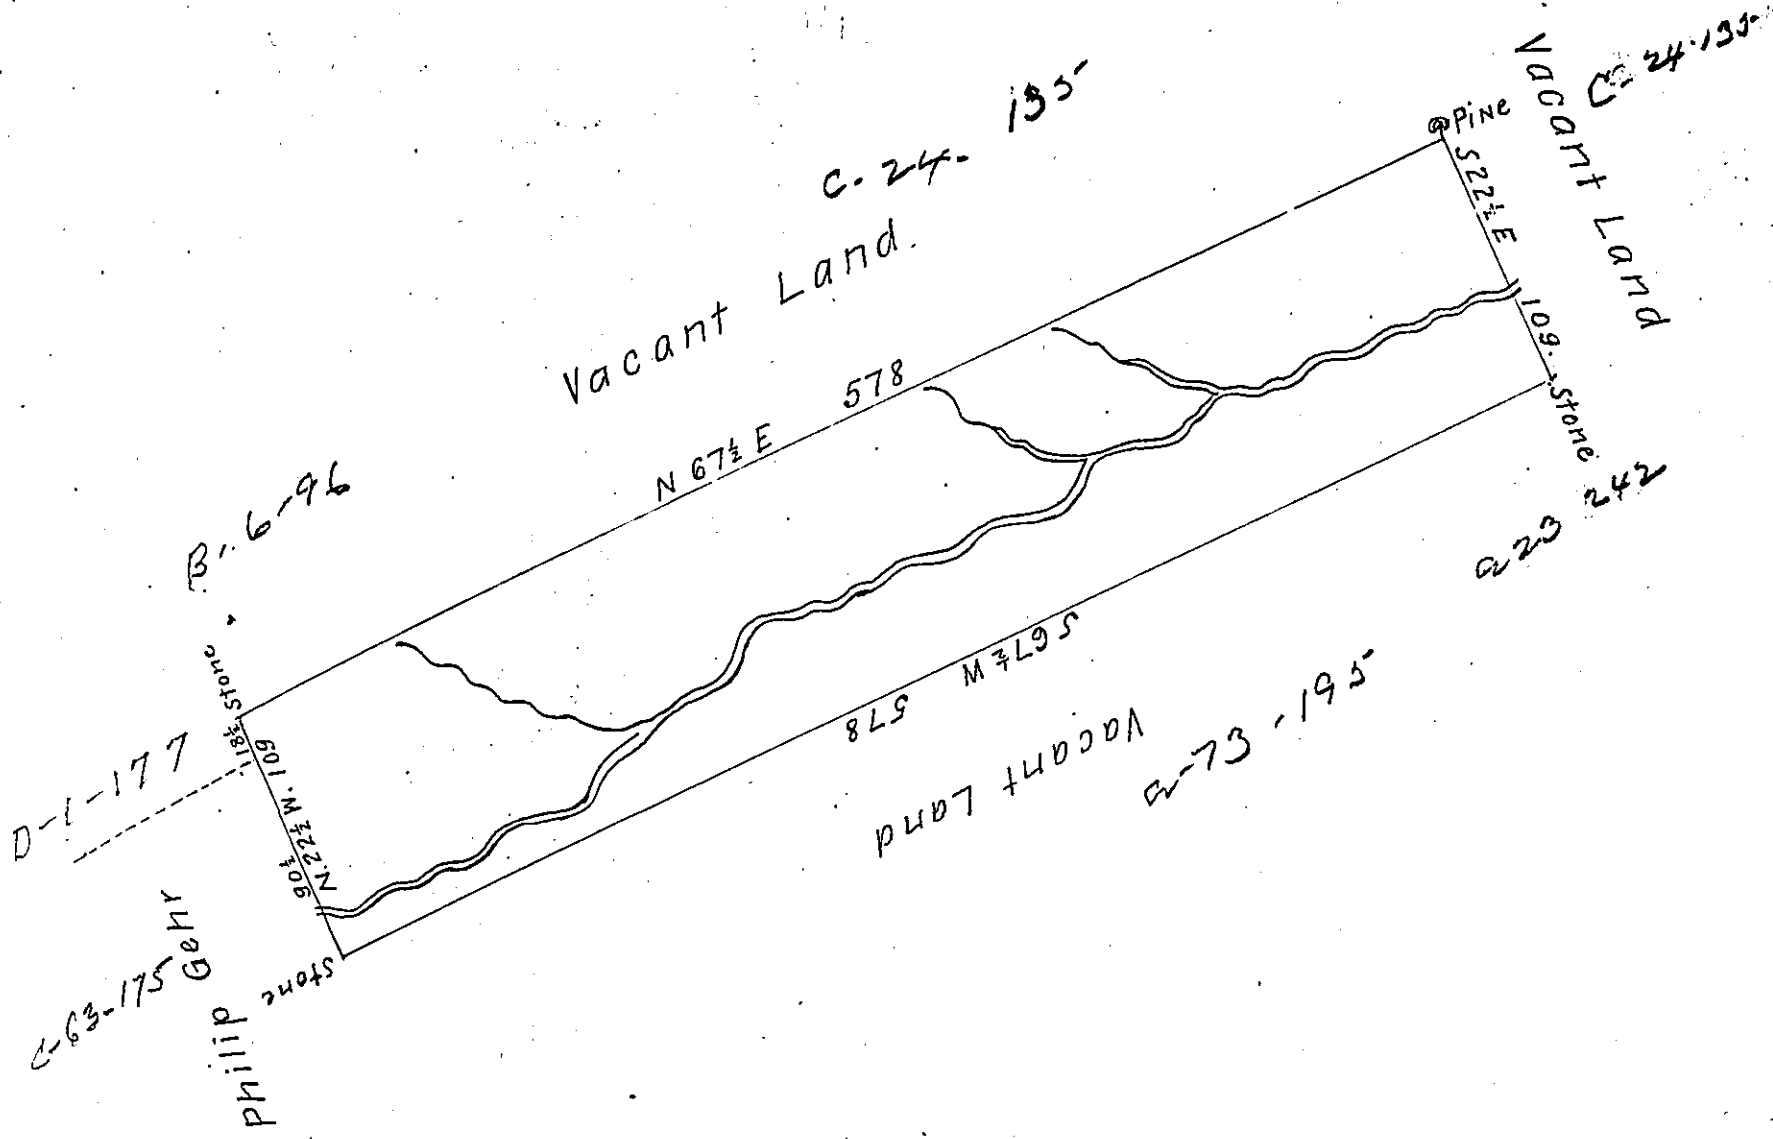 C-24-135
Vacant Land
Pine
C-24-135
Vacant Land.
S 22½ E
109.
Stone
578
N 67½ E
B-6-96
a 23 242
Stone
S 67½ W
578
Vacant Land
a-73-195
D-1-177
18½
N. 22½ W. 109
90½
Stone
Philip Gehr
C-63-175